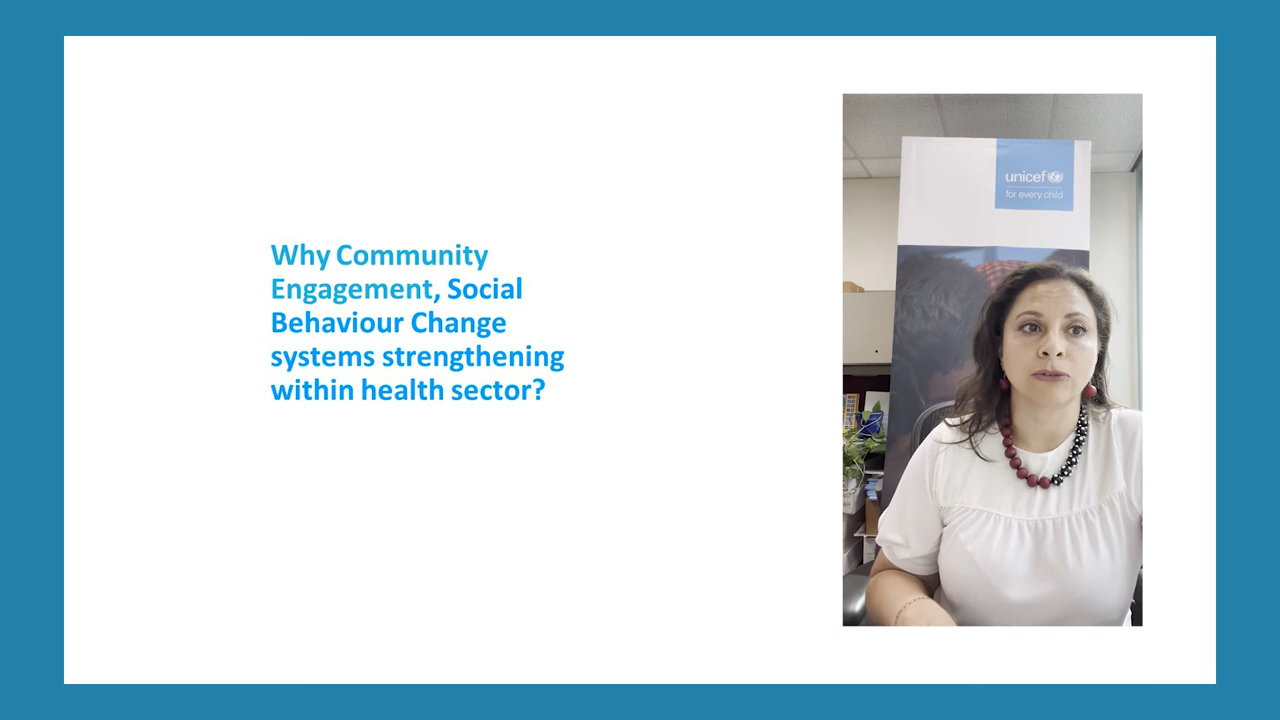 Why Community
Engagement, Social
Behaviour Change
systems strengthening
within health sector?
unicef
for every child